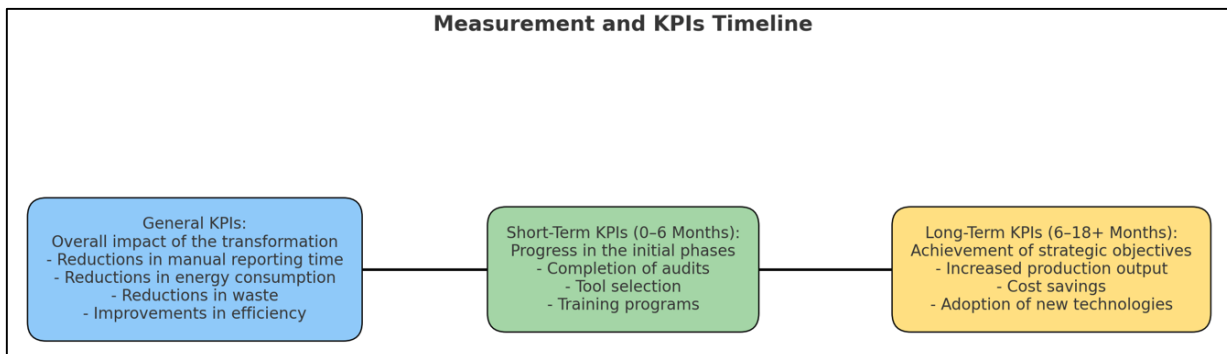 Measurement and KPIs Timeline
General KPIs:
Overall impact of the transformation
- Reductions in manual reporting time
- Reductions in energy consumption
- Reductions in waste
- Improvements in efficiency
Short-Term KPIs (0–6 Months):
Progress in the initial phases
- Completion of audits
- Tool selection
- Training programs
Long-Term KPIs (6–18+ Months):
Achievement of strategic objectives
- Increased production output
- Cost savings
- Adoption of new technologies